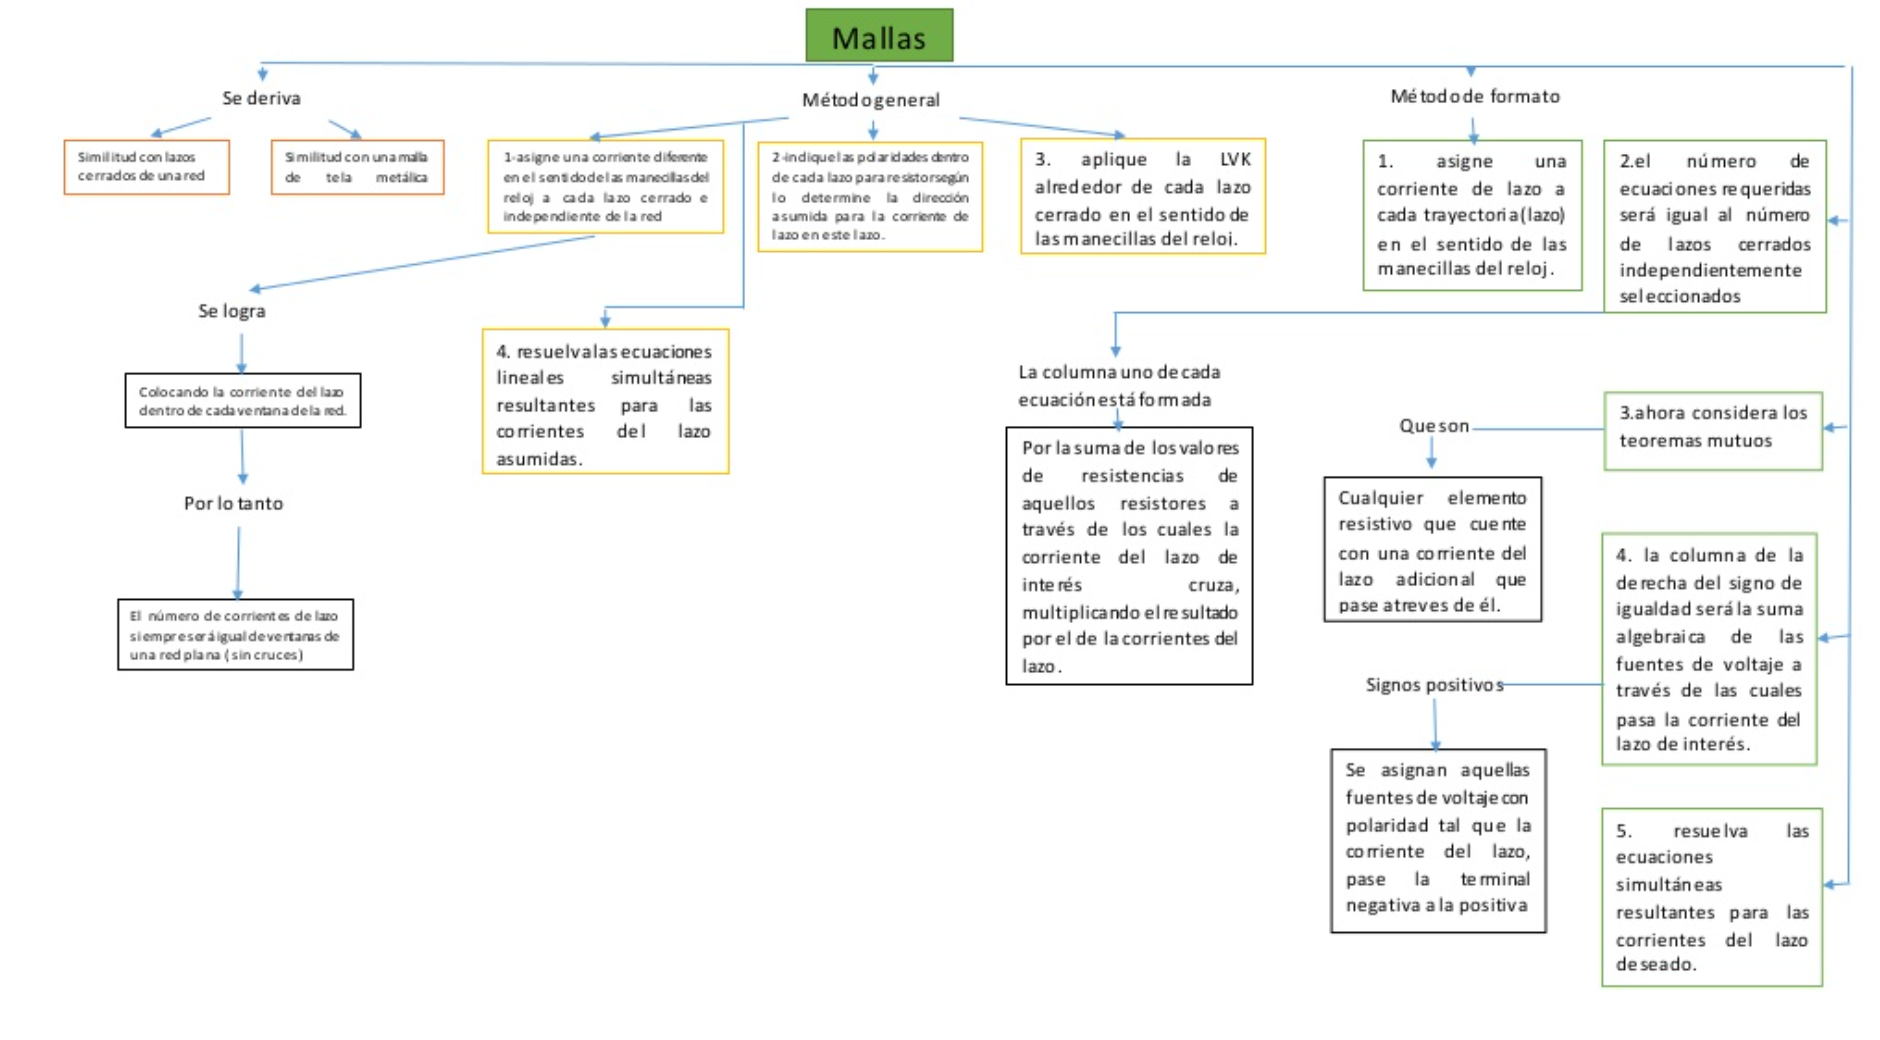 Mallas
Se deriva
Similitud con lazos
cerrados de una red
Similitud con una malla
de tela metálica
Método general
1-asigne una corriente diferente
en el sentido de las manecillas del
reloj a cada lazo cerrado e
independiente de la red
2-indique las polaridades dentro
de cada lazo para resistor según
lo determine la dirección
asumida para la corriente de
lazo en este lazo.
3. aplique la LVK
alrededor de cada lazo
cerrado en el sentido de
las manecillas del reloj.
4. resuelva las ecuaciones
lineales simultáneas
resultantes para las
corrientes del lazo
asumidas.
Se logra
Colocando la corriente del lazo
dentro de cada ventana de la red.
Por lo tanto
El número de corrientes de lazo
siempre será igual de ventanas de
una red plana ( sin cruces)
Método de formato
1. asigne una
corriente de lazo a
cada trayectoria (lazo)
en el sentido de las
manecillas del reloj.
2.el número de
ecuaciones requeridas
será igual al número
de lazos cerrados
independientemente
seleccionados
La columna uno de cada
ecuación está formada
Por la suma de los valores
de resistencias de
aquellos resistores a
través de los cuales la
corriente del lazo de
interés cruza,
multiplicando el resultado
por el de la corrientes del
lazo.
3.ahora considera los
teoremas mutuos
Que son
Cualquier elemento
resistivo que cuente
con una corriente del
lazo adicional que
pase atreves de él.
4. la columna de la
derecha del signo de
igualdad será la suma
algebraica de las
fuentes de voltaje a
través de las cuales
pasa la corriente del
lazo de interés.
Signos positivos
Se asignan aquellas
fuentes de voltaje con
polaridad tal que la
corriente del lazo,
pase la terminal
negativa a la positiva
5. resuelva las
ecuaciones
simultáneas
resultantes para las
corrientes del lazo
deseado.